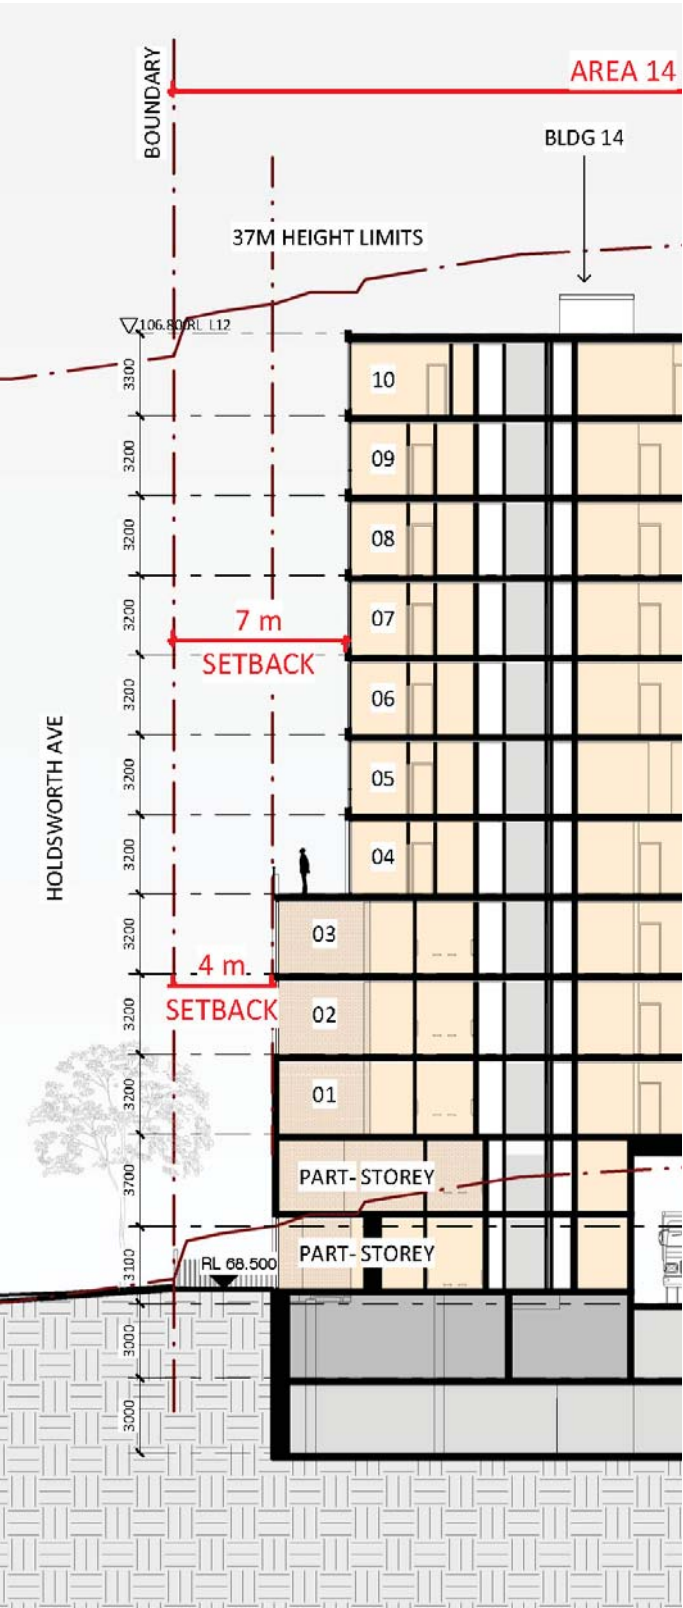 BOUNDARY
AREA 14
BLDG 14
37M HEIGHT LIMITS
106.800RL L12
3300
10
3200
09
3200
08
3200
07
7 m
SETBACK
3200
06
HOLDSWORTH AVE
3200
05
3200
04
3200
03
4 m
SETBACK
3200
02
3200
01
3700
PART-STOREY
3100
PART-STOREY
RL 68.500
3000
3000